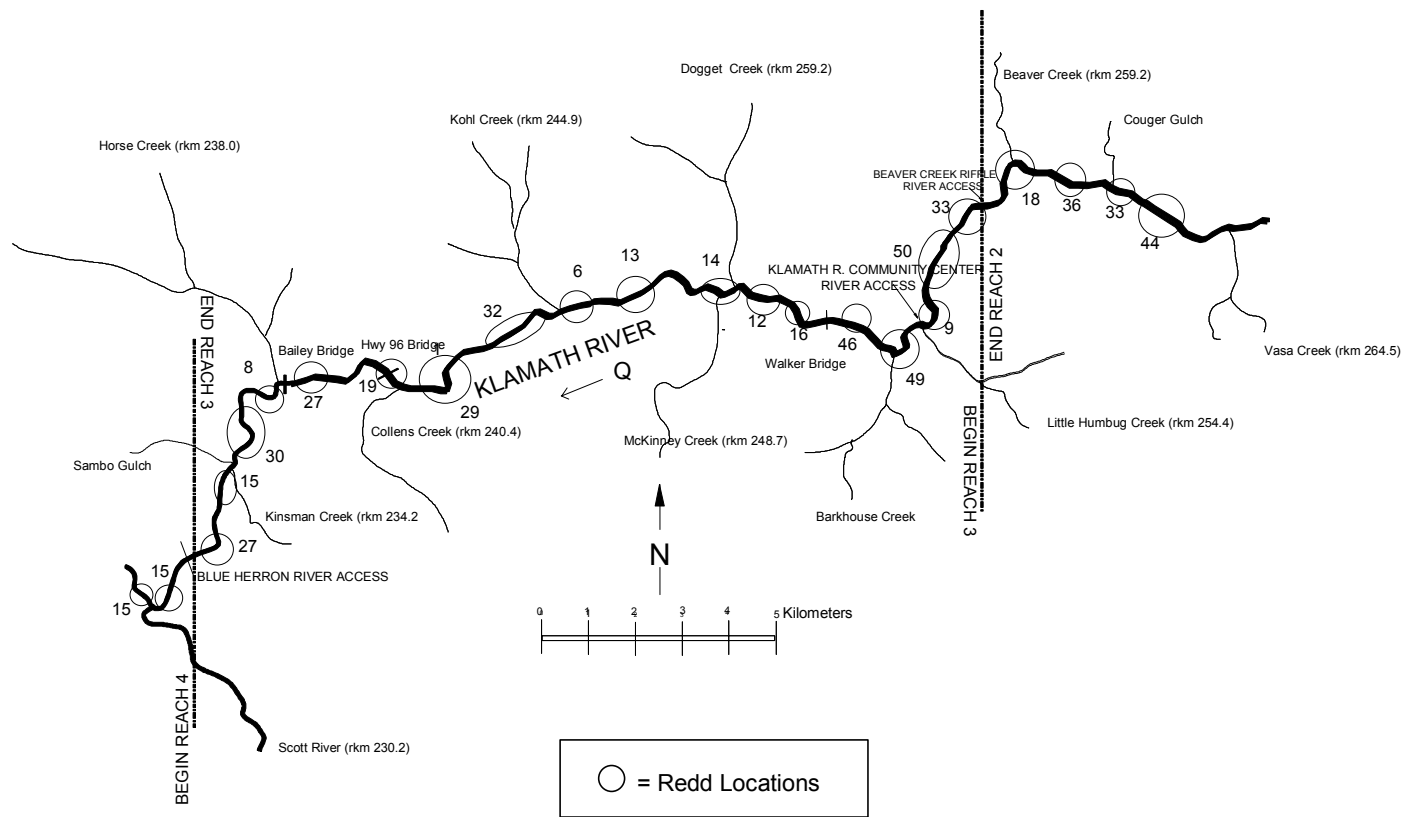 Dogget Creek (rkm 259.2)
Beaver Creek (rkm 259.2)
Kohl Creek (rkm 244.9)
Couger Gulch
Horse Creek (rkm 238.0)
BEAVER CREEK RIFFLE
RIVER ACCESS
33
18
36
33
44
50
13
14
6
KLAMATH R. COMMUNITY CENTER
RIVER ACCESS
END REACH 2
32
12
16
46
9
49
END REACH 3
Bailey Bridge
Hwy 96 Bridge
KLAMATH RIVER
Q
Walker Bridge
Vasa Creek (rkm 264.5)
8
27
19
29
Collens Creek (rkm 240.4)
McKinney Creek (rkm 248.7)
Little Humbug Creek (rkm 254.4)
BEGIN REACH 3
Sambo Gulch
30
15
Kinsman Creek (rkm 234.2
Barkhouse Creek
27
N
BLUE HERRON RIVER ACCESS
15
15
0 1 2 3 4 5 Kilometers
BEGIN REACH 4
Scott River (rkm 230.2)
= Redd Locations